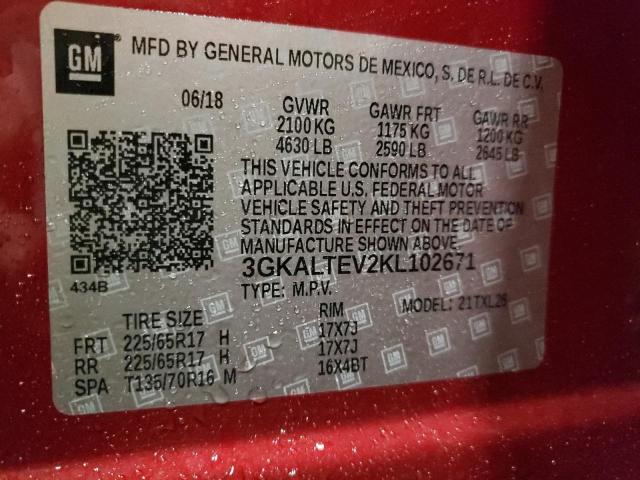 GM
MFD BY GENERAL MOTORS DE MEXICO, S. DE R.L. DE C.V.
06/18 GVWR GAWR FRT GAWR RR
2100 KG 1175 KG 1200 KG
4630 LB 2590 LB 2645 LB
THIS VEHICLE CONFORMS TO ALL
APPLICABLE U.S. FEDERAL MOTOR
VEHICLE SAFETY AND THEFT PREVENTION
STANDARDS IN EFFECT ON THE DATE OF
MANUFACTURE SHOWN ABOVE.
3GKALTEV2KL102671
434B TYPE: M.P.V. MODEL: 21TXL26
TIRE SIZE RIM
FRT 225/65R17 H 17X7J
RR 225/65R17 H 17X7J
SPA T135/70R16 M 16X4BT